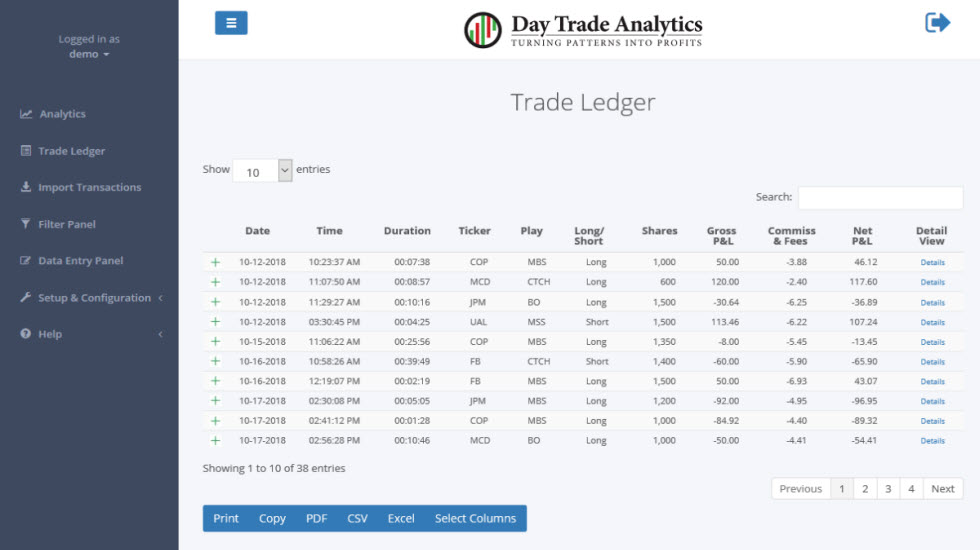 Logged in as
demo
Analytics
Trade Ledger
Import Transactions
Filter Panel
Data Entry Panel
Setup & Configuration
Help
Day Trade Analytics
TURNING PATTERNS INTO PROFITS
Trade Ledger
Show 10 entries
Search:
Date Time Duration Ticker Play Long/ Short Shares Gross P&L Commiss & Fees Net P&L Detail View
+ 10-12-2018 10:23:37 AM 00:07:38 COP MBS Long 1,000 50.00 -3.88 46.12 Details
+ 10-12-2018 11:07:50 AM 00:08:57 MCD CTCH Long 600 120.00 -2.40 117.60 Details
+ 10-12-2018 11:29:27 AM 00:10:16 JPM BO Long 1,500 -30.64 -6.25 -36.89 Details
+ 10-12-2018 03:30:45 PM 00:04:25 UAL MSS Short 1,500 113.46 -6.22 107.24 Details
+ 10-15-2018 11:06:22 AM 00:25:56 COP MBS Long 1,350 -8.00 -5.45 -13.45 Details
+ 10-16-2018 10:58:26 AM 00:39:49 FB CTCH Short 1,400 -60.00 -5.90 -65.90 Details
+ 10-16-2018 12:19:07 PM 00:02:19 FB MBS Long 1,500 50.00 -6.93 43.07 Details
+ 10-17-2018 02:30:08 PM 00:05:05 JPM MBS Long 1,200 -92.00 -4.95 -96.95 Details
+ 10-17-2018 02:41:12 PM 00:01:28 COP MBS Long 1,000 -84.92 -4.40 -89.32 Details
+ 10-17-2018 02:56:28 PM 00:10:46 MCD BO Long 1,000 -50.00 -4.41 -54.41 Details
Showing 1 to 10 of 38 entries
Previous 1 2 3 4 Next
Print Copy PDF CSV Excel Select Columns